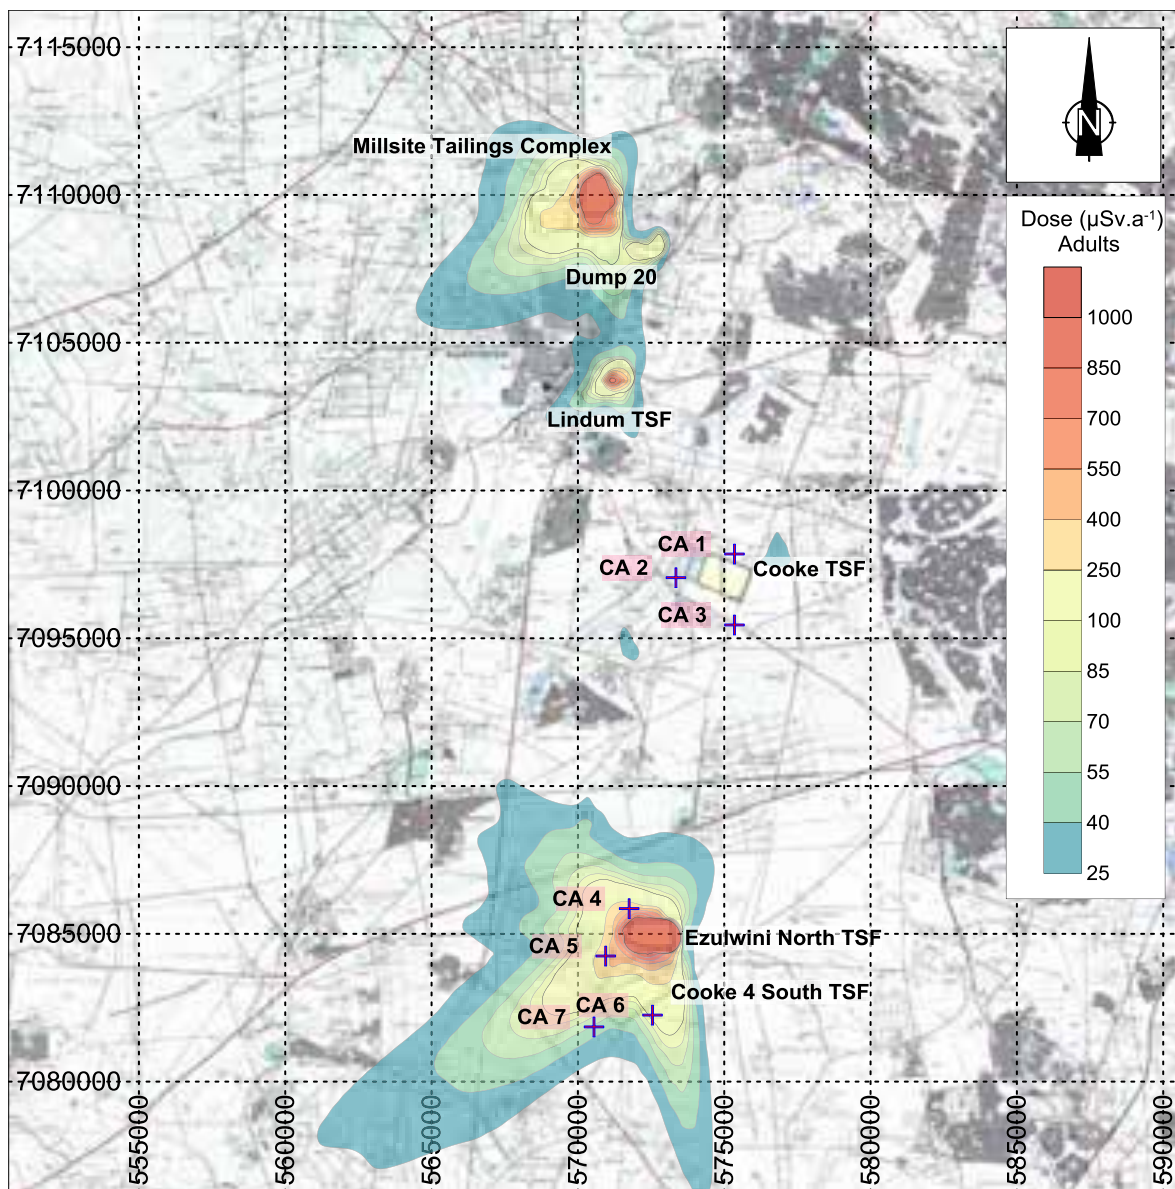 7115000
Millsite Tailings Complex
N
7110000
Dose (µSv.a⁻¹)
Adults
Dump 20
7105000
1000
850
Lindum TSF
700
550
7100000
400
CA 1
CA 2
Cooke TSF
250
CA 3
100
7095000
85
70
55
7090000
40
25
CA 4
7085000
Ezulwini North TSF
CA 5
Cooke 4 South TSF
CA 6
CA 7
7080000
555000
560000
565000
570000
575000
580000
585000
590000